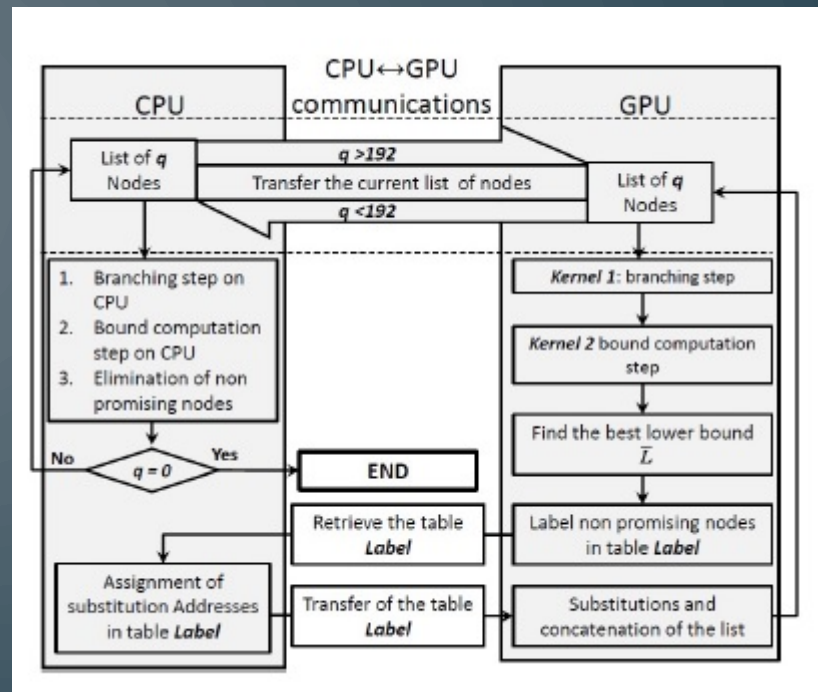 CPU↔GPU
communications
CPU
GPU
List of q
Nodes
q >192
Transfer the current list of nodes
q <192
List of q
Nodes
1. Branching step on
CPU
2. Bound computation
step on CPU
3. Elimination of non
promising nodes
Kernel 1: branching step
Kernel 2 bound computation
step
Find the best lower bound
L̅
No
q = 0
Yes
END
Retrieve the table
Label
Label non promising nodes
in table Label
Assignment of
substitution Addresses
in table Label
Transfer of the table
Label
Substitutions and
concatenation of the list